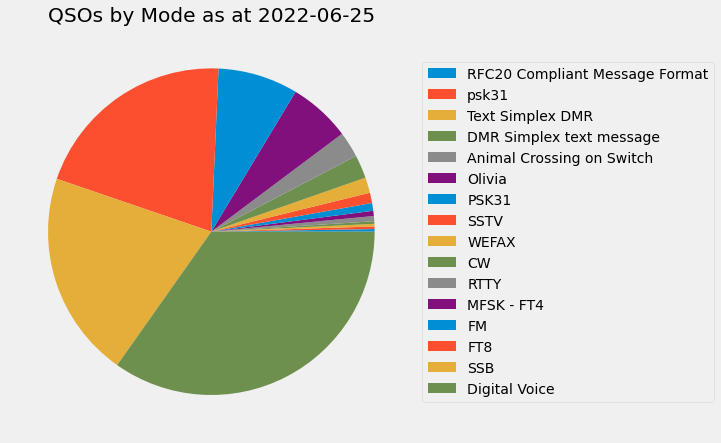 QSOs by Mode as at 2022-06-25
RFC20 Compliant Message Format
psk31
Text Simplex DMR
DMR Simplex text message
Animal Crossing on Switch
Olivia
PSK31
SSTV
WEFAX
CW
RTTY
MFSK - FT4
FM
FT8
SSB
Digital Voice